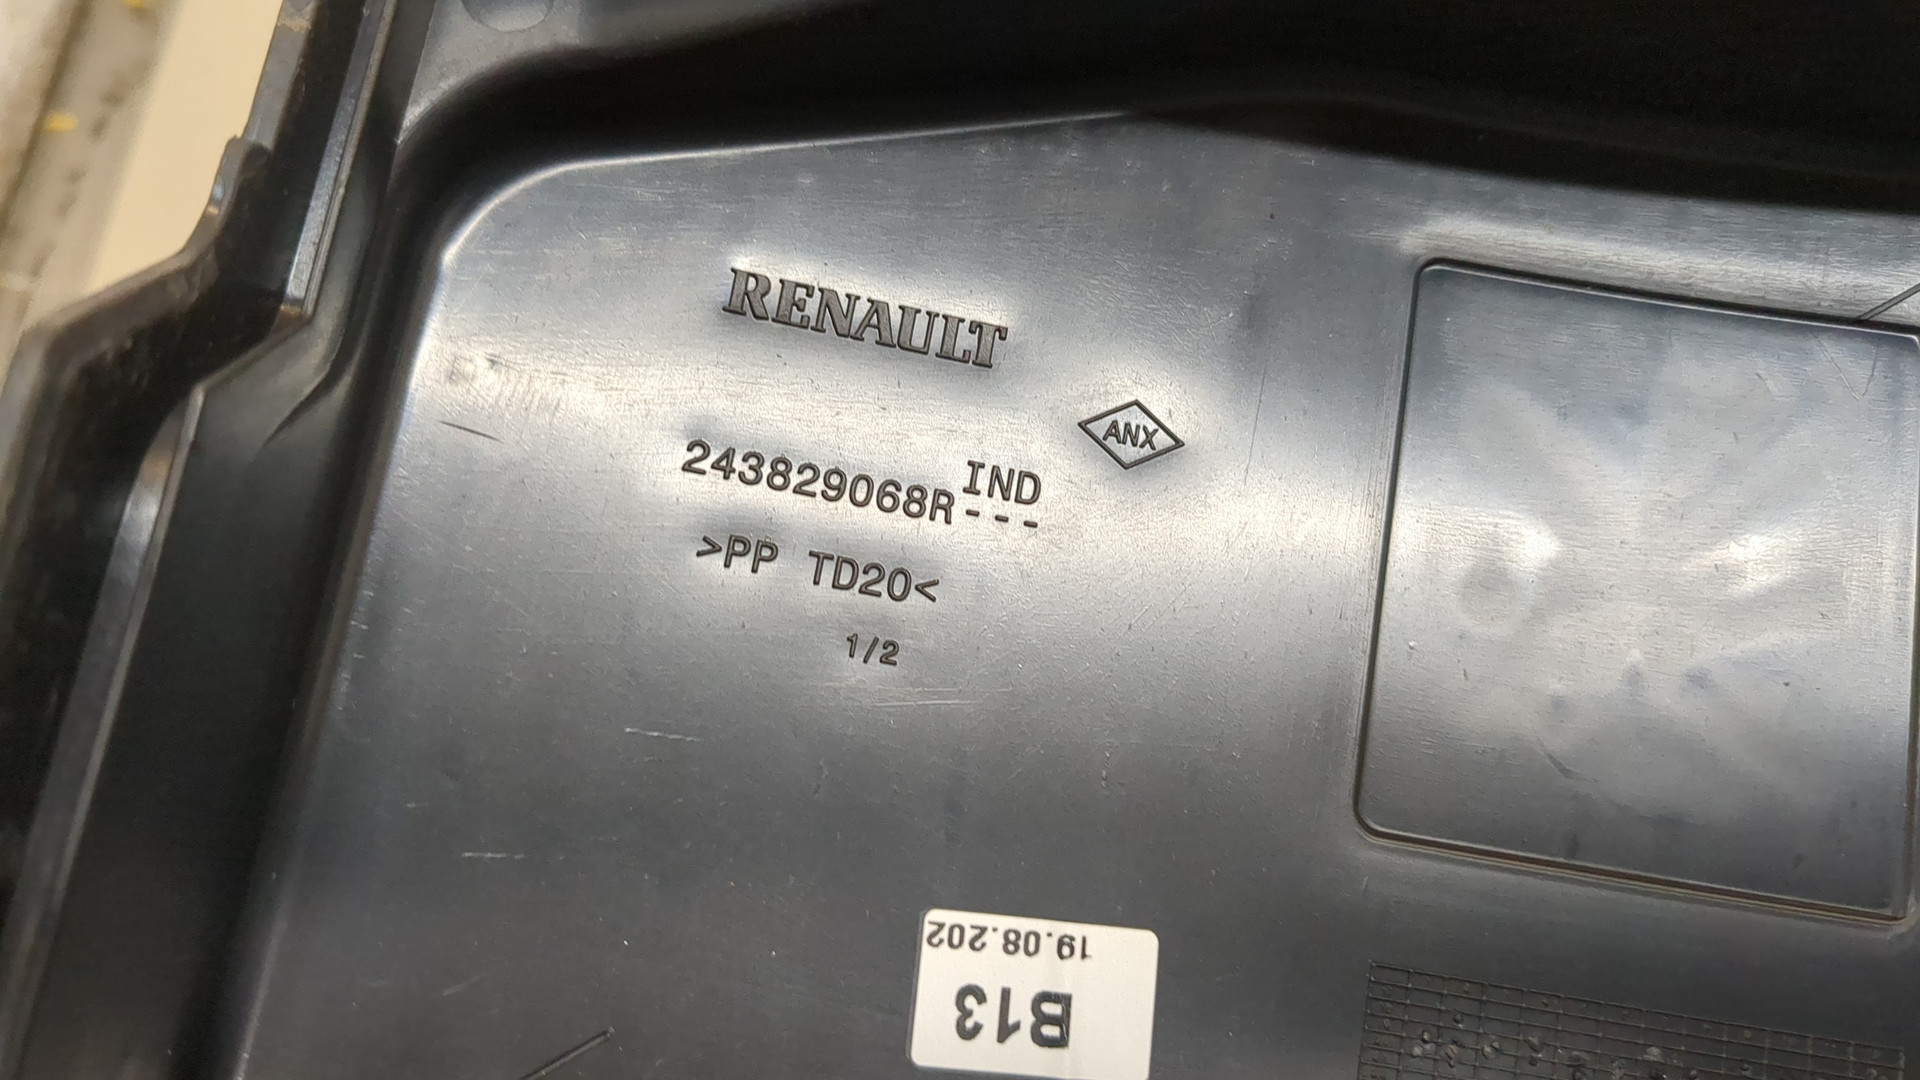 RENAULT
ANX
243829068R IND
---
>PP TD20<
1/2
19.08.202
B13